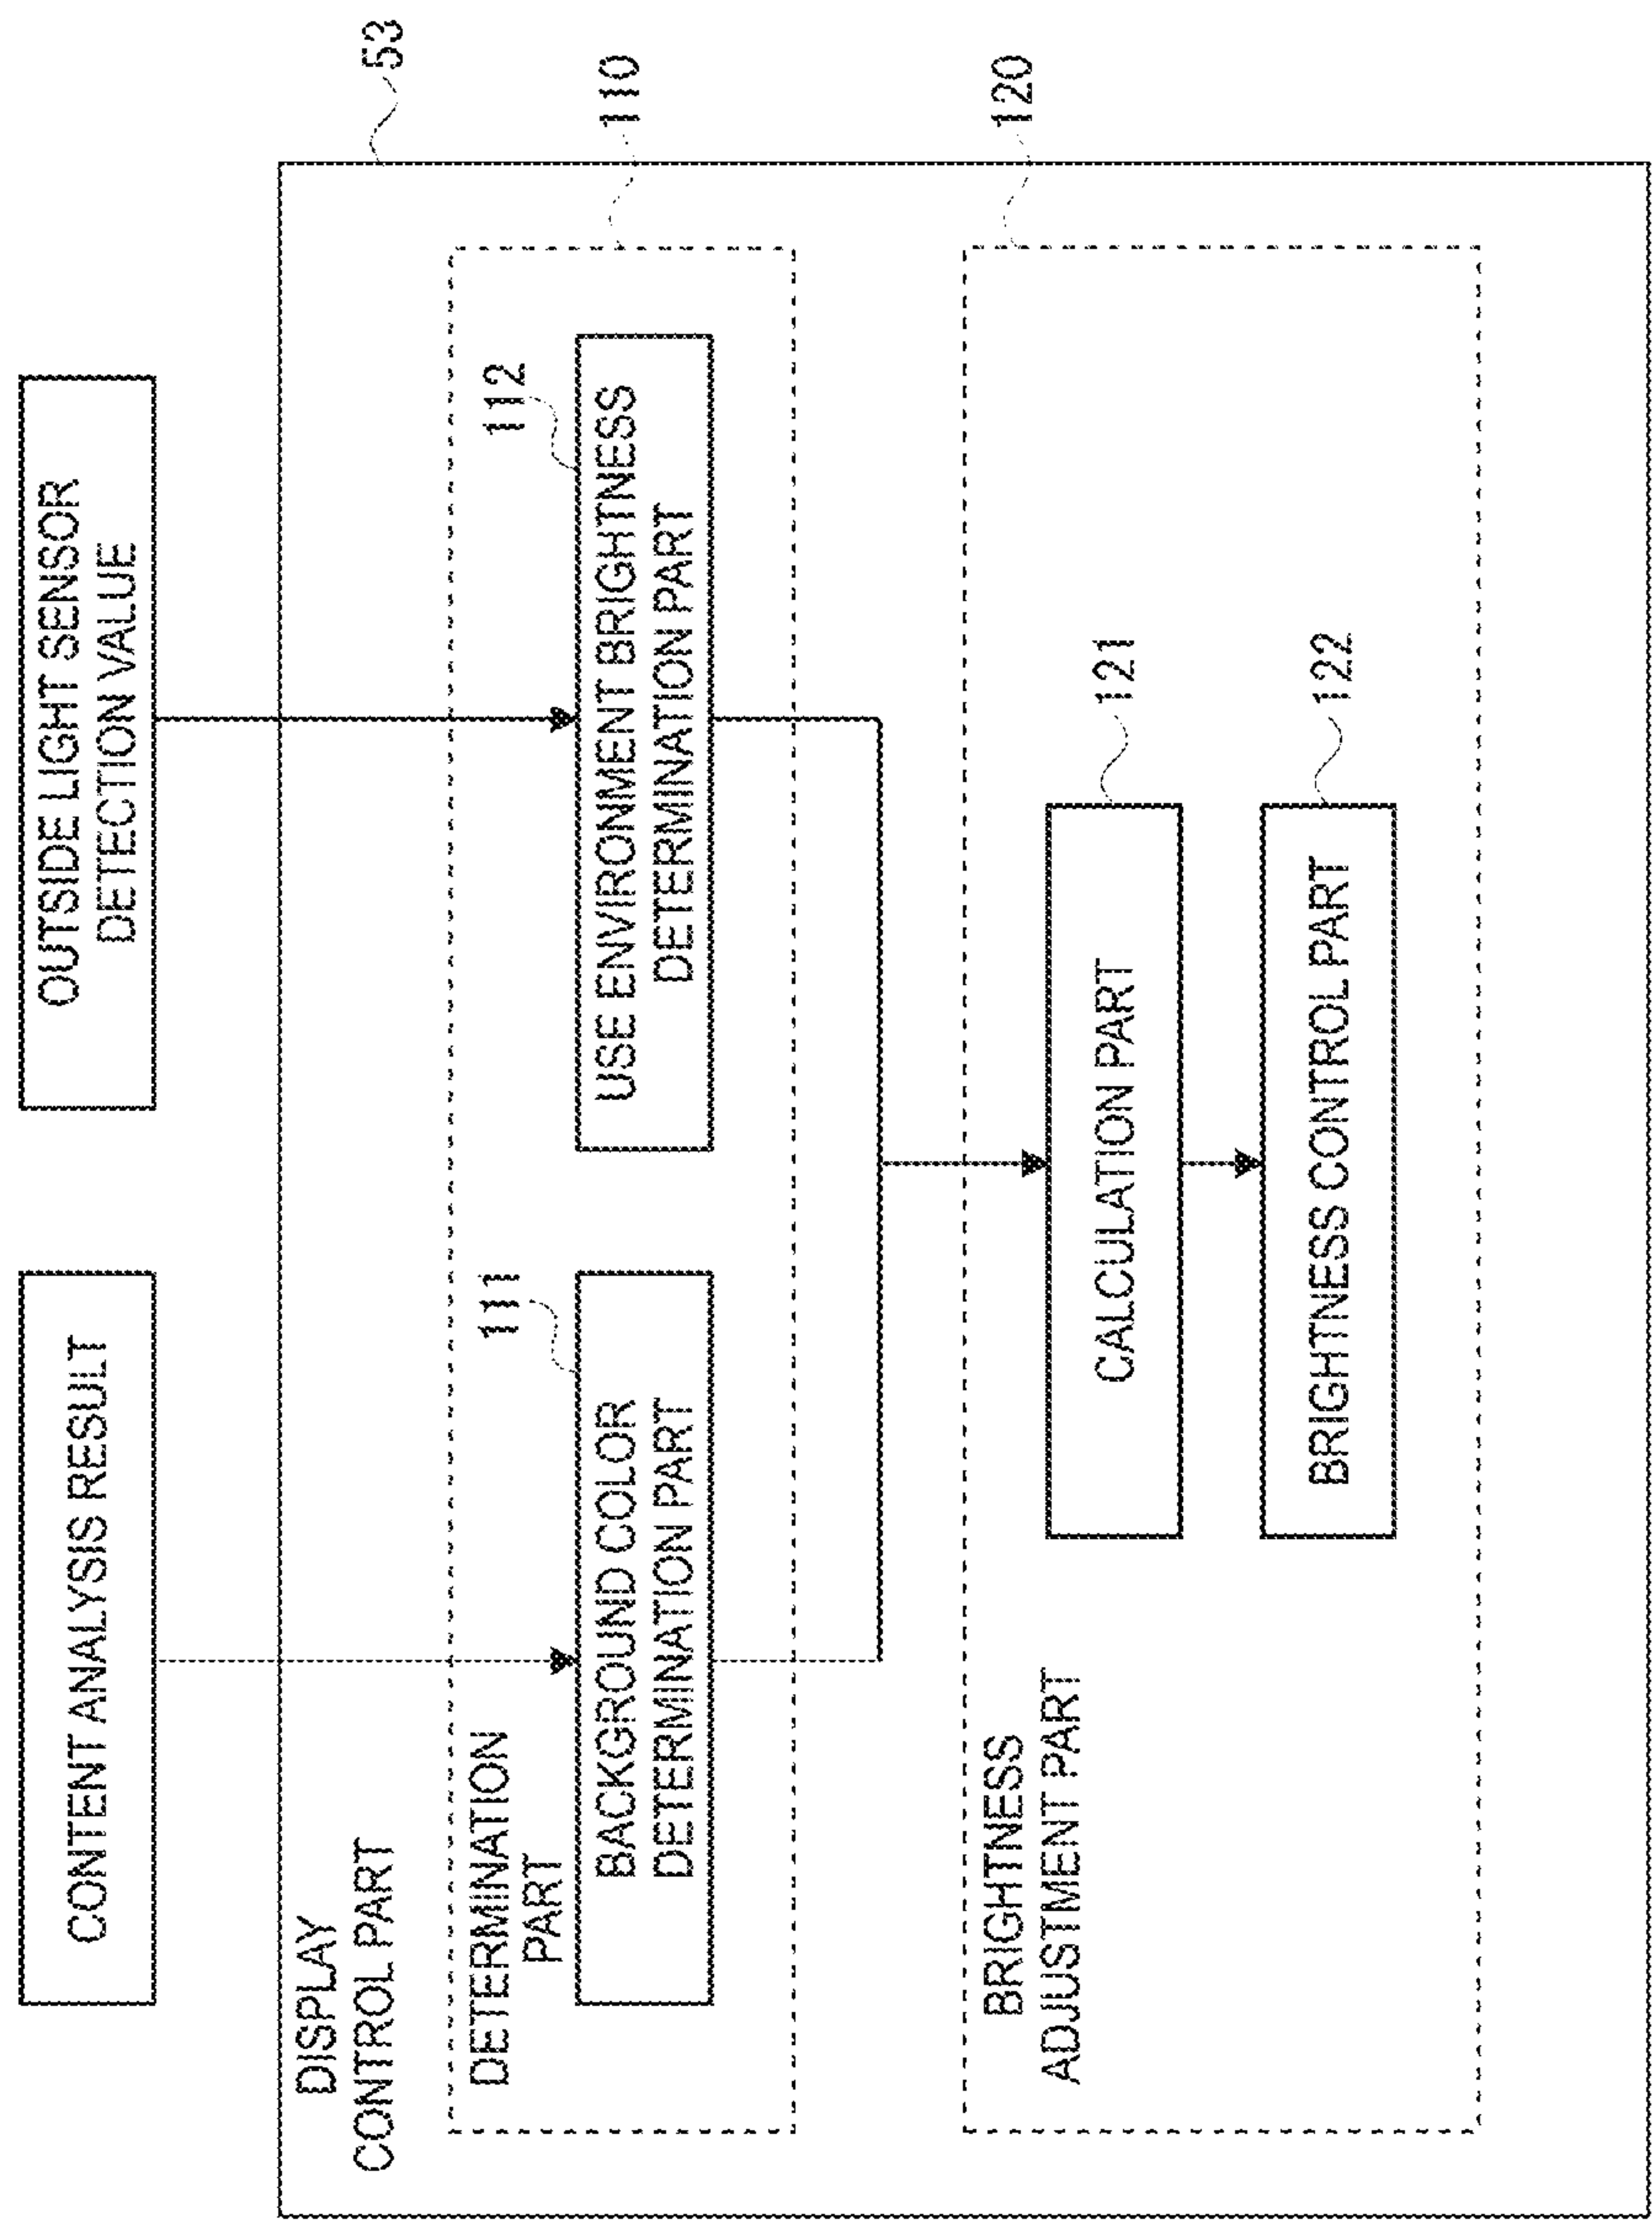 CONTENT ANALYSIS RESULT
OUTSIDE LIGHT SENSOR
DETECTION VALUE
DISPLAY
CONTROL PART
53
DETERMINATION
PART
110
111
BACKGROUND COLOR
DETERMINATION PART
112
USE ENVIRONMENT BRIGHTNESS
DETERMINATION PART
BRIGHTNESS
ADJUSTMENT PART
120
CALCULATION PART
121
BRIGHTNESS CONTROL PART
122